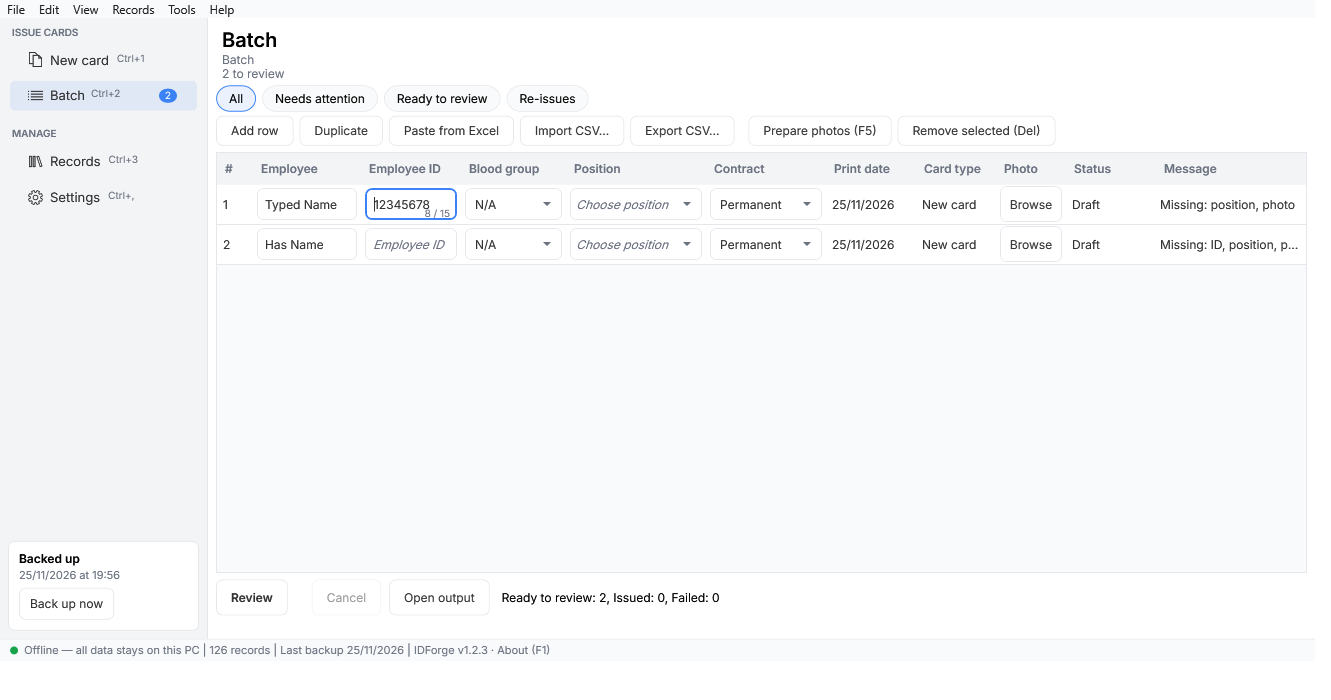 File Edit View Records Tools Help
ISSUE CARDS
New card Ctrl+1
Batch Ctrl+2 2
MANAGE
Records Ctrl+3
Settings Ctrl+,
Backed up
25/11/2026 at 19:56
Back up now
Batch
Batch
2 to review
All Needs attention Ready to review Re-issues
Add row Duplicate Paste from Excel Import CSV... Export CSV... Prepare photos (F5) Remove selected (Del)
# Employee Employee ID Blood group Position Contract Print date Card type Photo Status Message
1 Typed Name 12345678 8 / 15 N/A Choose position Permanent 25/11/2026 New card Browse Draft Missing: position, photo
2 Has Name Employee ID N/A Choose position Permanent 25/11/2026 New card Browse Draft Missing: ID, position, p...
Review Cancel Open output Ready to review: 2, Issued: 0, Failed: 0
Offline — all data stays on this PC | 126 records | Last backup 25/11/2026 | IDForge v1.2.3 · About (F1)